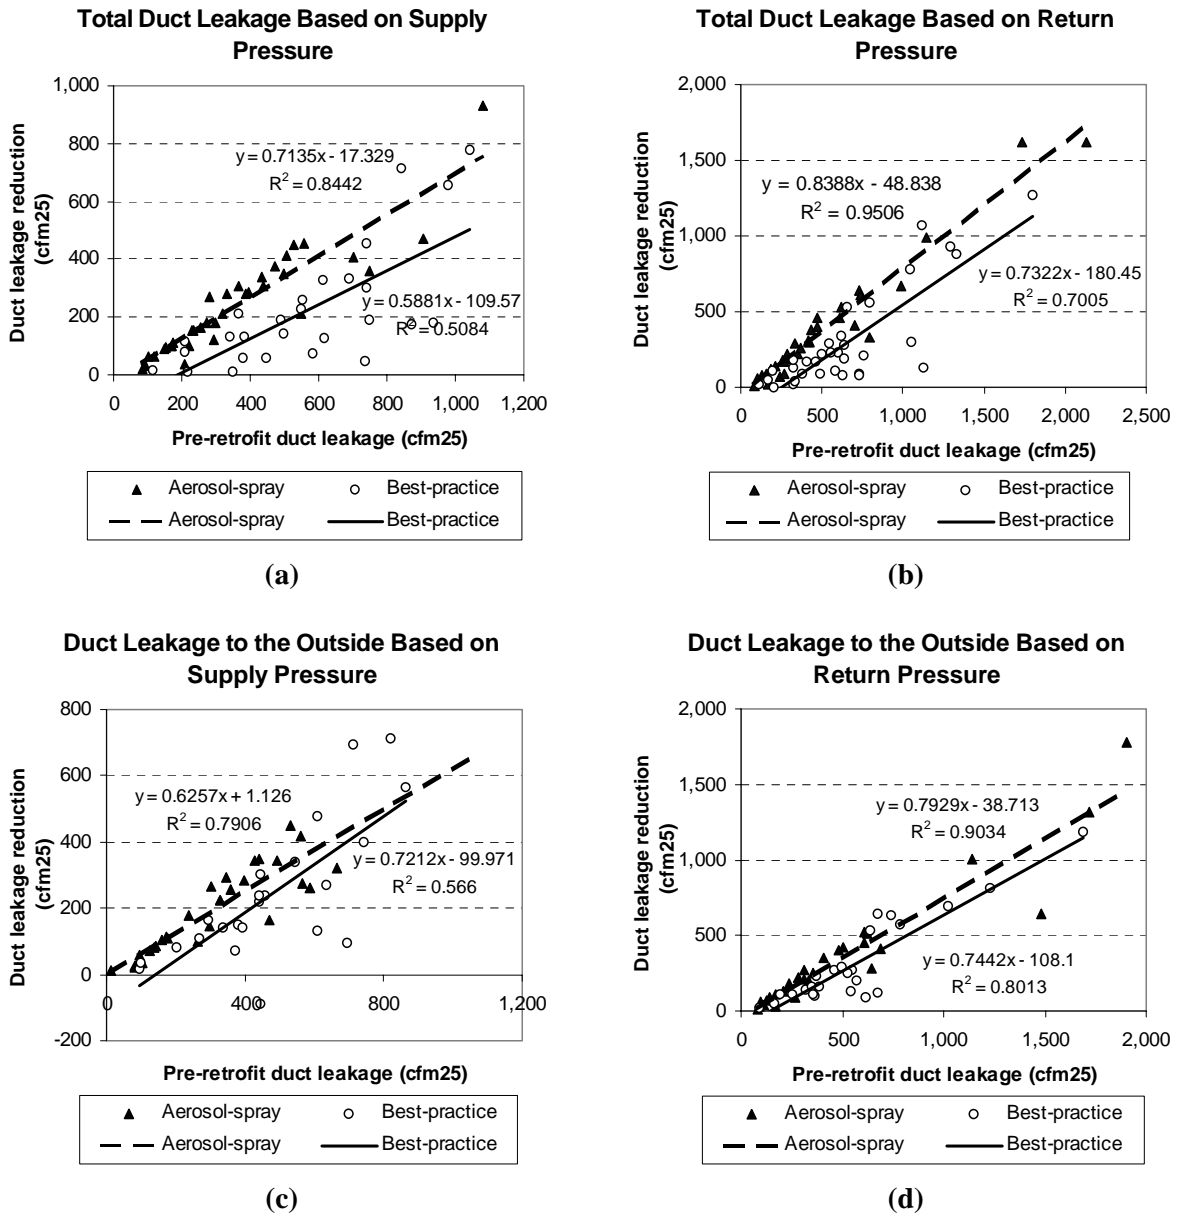 Total Duct Leakage Based on Supply
Pressure
1,000
800
600
400
200
0
Duct leakage reduction
(cfm25)
y = 0.7135x - 17.329
R² = 0.8442
0.5881x - 109.57
R² = 0.5084
0 200 400 600 800 1,000 1,200
Pre-retrofit duct leakage (cfm25)
Aerosol-spray Best-practice
Aerosol-spray Best-practice
(a)
Total Duct Leakage Based on Return
Pressure
2,000
1,500
1,000
500
0
Duct leakage reduction
(cfm25)
y = 0.8388x - 48.838
R² = 0.9506
y = 0.7322x - 180.45
R² = 0.7005
0 500 1,000 1,500 2,000 2,500
Pre-retrofit duct leakage (cfm25)
Aerosol-spray Best-practice
Aerosol-spray Best-practice
(b)
Duct Leakage to the Outside Based on
Supply Pressure
800
600
400
200
0
-200
Duct leakage reduction
(cfm25)
y = 0.6257x + 1.126
R² = 0.7906
y = 0.7212x - 99.971
R² = 0.566
0 400 800 1,200
Pre-retrofit duct leakage (cfm25)
Aerosol-spray Best-practice
Aerosol-spray Best-practice
(c)
Duct Leakage to the Outside Based on
Return Pressure
2,000
1,500
1,000
500
0
Duct leakage reduction
(cfm25)
y = 0.7929x - 38.713
R² = 0.9034
y = 0.7442x - 108.1
R² = 0.8013
0 500 1,000 1,500 2,000
Pre-retrofit duct leakage (cfm25)
Aerosol-spray Best-practice
Aerosol-spray Best-practice
(d)